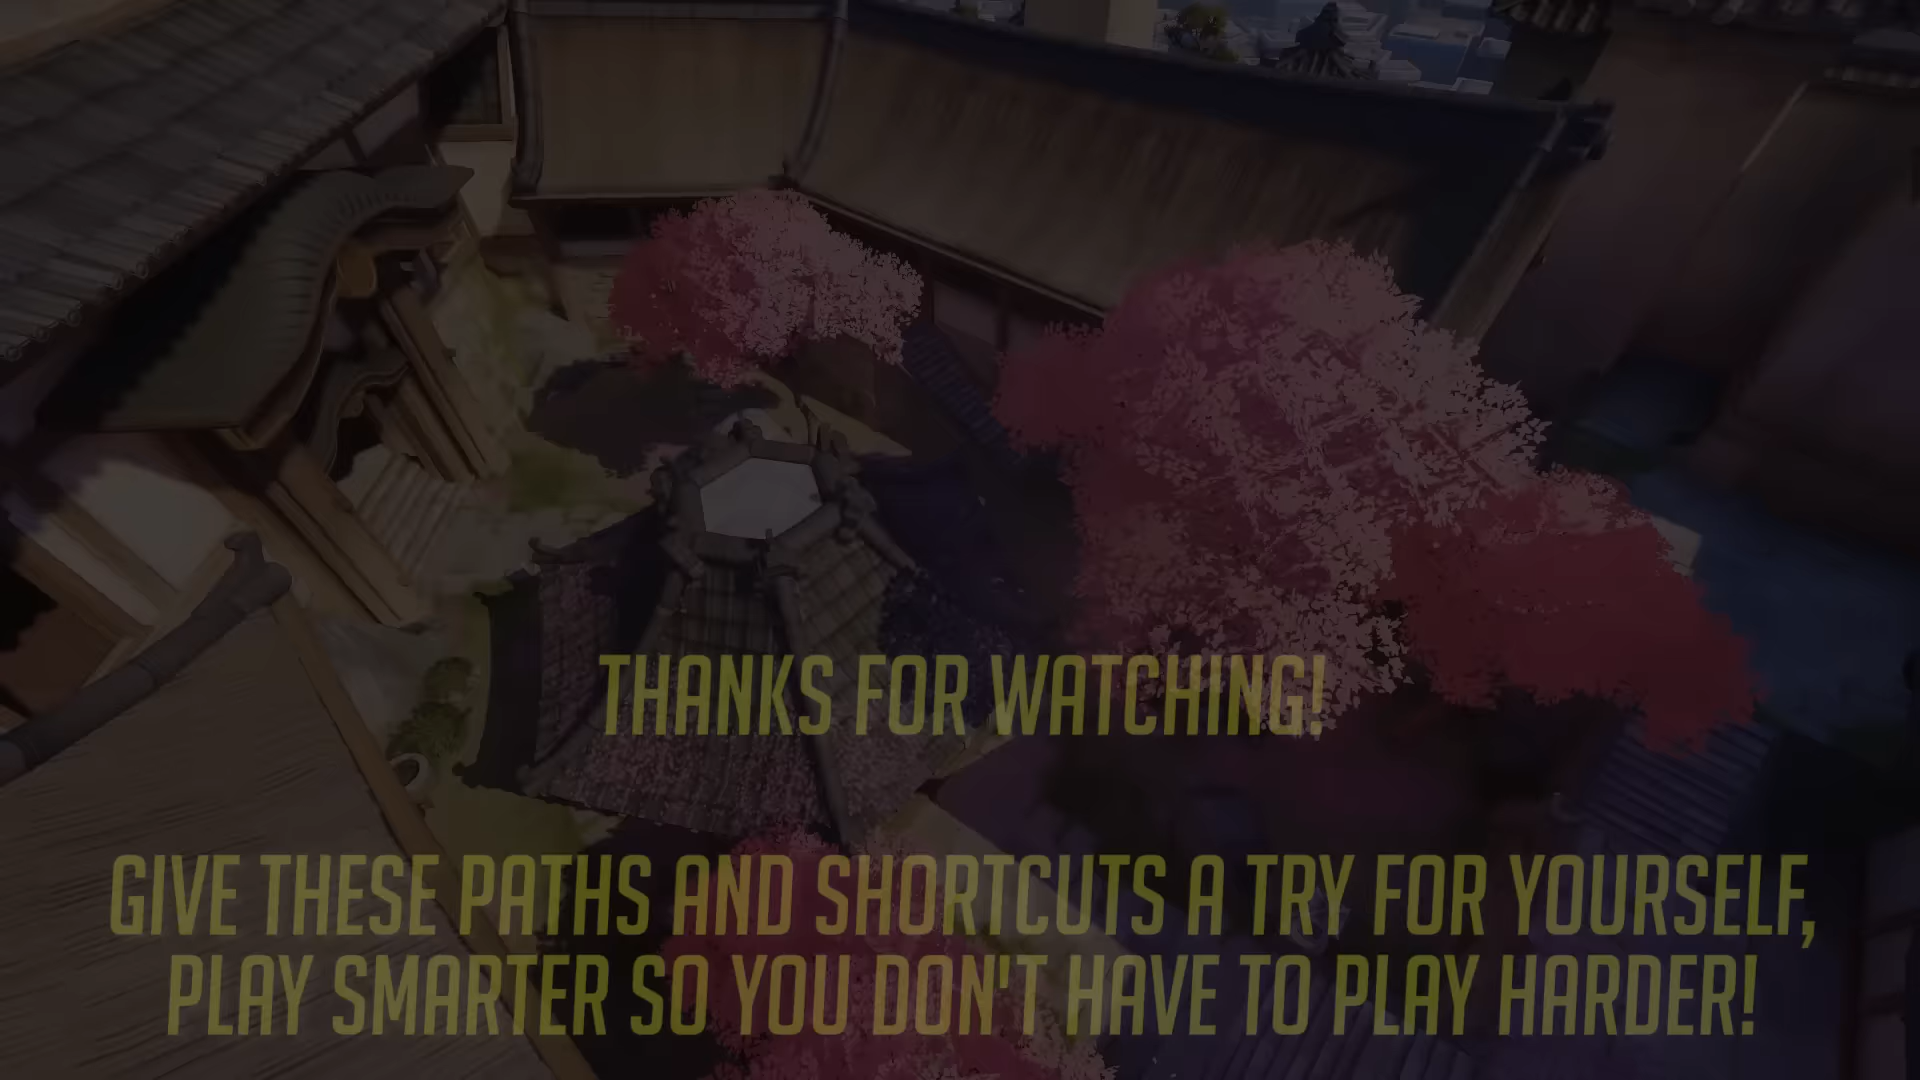 THANKS FOR WATCHING!
GIVE THESE PATHS AND SHORTCUTS A TRY FOR YOURSELF,
PLAY SMARTER SO YOU DON'T HAVE TO PLAY HARDER!